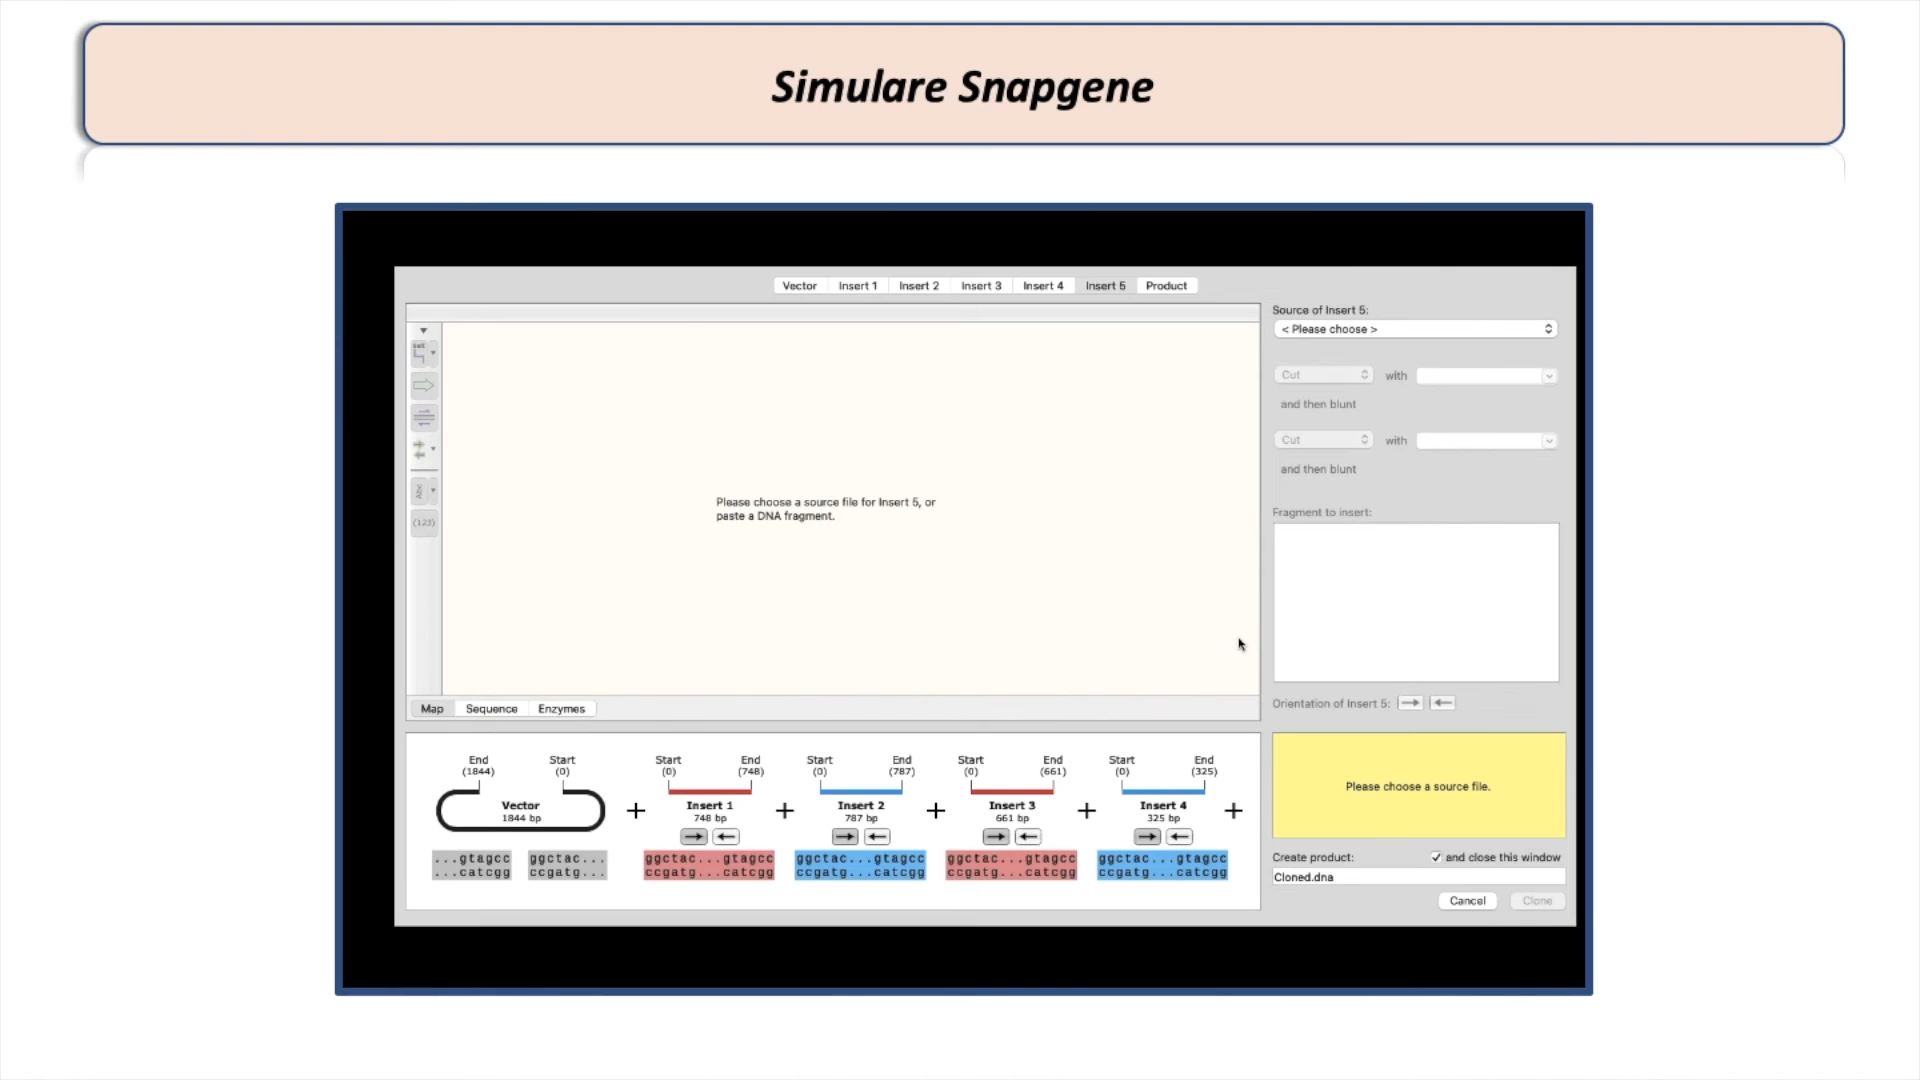 Simulare Snapgene
Vector Insert 1 Insert 2 Insert 3 Insert 4 Insert 5 Product
Source of Insert 5:
< Please choose >
Cut with
and then blunt
Cut with
and then blunt
Fragment to insert:
Orientation of Insert 5:
Abc
(123)
Please choose a source file for Insert 5, or
paste a DNA fragment.
Map Sequence Enzymes
End Start Start End Start End Start End Start End
(1844) (0) (0) (748) (0) (787) (0) (661) (0) (325)
Vector + Insert 1 + Insert 2 + Insert 3 + Insert 4 +
1844 bp 748 bp 787 bp 661 bp 325 bp
...gtagcc ggctac... ggctac...gtagcc ggctac...gtagcc ggctac...gtagcc ggctac...gtagcc
...catcgg ccgatg... ccgatg...catcgg ccgatg...catcgg ccgatg...catcgg ccgatg...catcgg
Please choose a source file.
Create product: ✓ and close this window
Cloned.dna
Cancel Clone